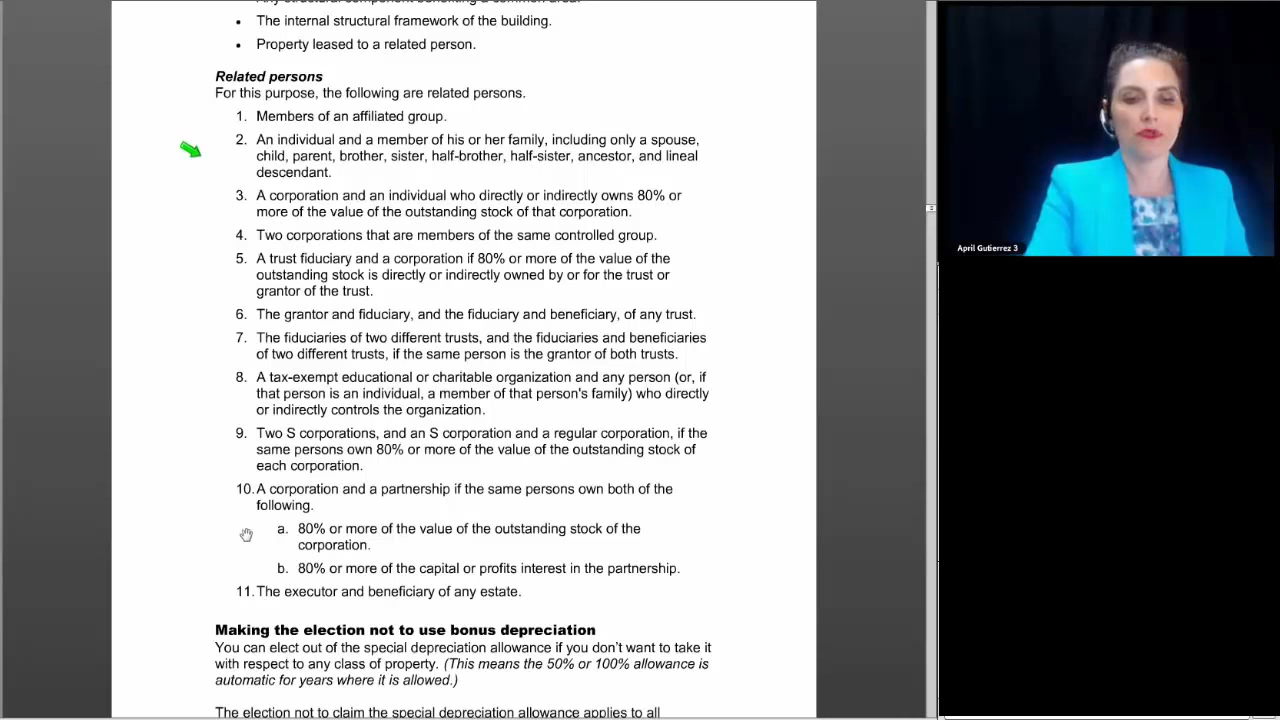 Any structural component benefiting a common area.
• The internal structural framework of the building.
• Property leased to a related person.
Related persons
For this purpose, the following are related persons.
1. Members of an affiliated group.
2. An individual and a member of his or her family, including only a spouse,
child, parent, brother, sister, half-brother, half-sister, ancestor, and lineal
descendant.
3. A corporation and an individual who directly or indirectly owns 80% or
more of the value of the outstanding stock of that corporation.
4. Two corporations that are members of the same controlled group.
5. A trust fiduciary and a corporation if 80% or more of the value of the
outstanding stock is directly or indirectly owned by or for the trust or
grantor of the trust.
6. The grantor and fiduciary, and the fiduciary and beneficiary, of any trust.
7. The fiduciaries of two different trusts, and the fiduciaries and beneficiaries
of two different trusts, if the same person is the grantor of both trusts.
8. A tax-exempt educational or charitable organization and any person (or, if
that person is an individual, a member of that person's family) who directly
or indirectly controls the organization.
9. Two S corporations, and an S corporation and a regular corporation, if the
same persons own 80% or more of the value of the outstanding stock of
each corporation.
10. A corporation and a partnership if the same persons own both of the
following.
a. 80% or more of the value of the outstanding stock of the
corporation.
b. 80% or more of the capital or profits interest in the partnership.
11. The executor and beneficiary of any estate.
Making the election not to use bonus depreciation
You can elect out of the special depreciation allowance if you don't want to take it
with respect to any class of property. (This means the 50% or 100% allowance is
automatic for years where it is allowed.)
The election not to claim the special depreciation allowance applies to all
April Gutierrez 3